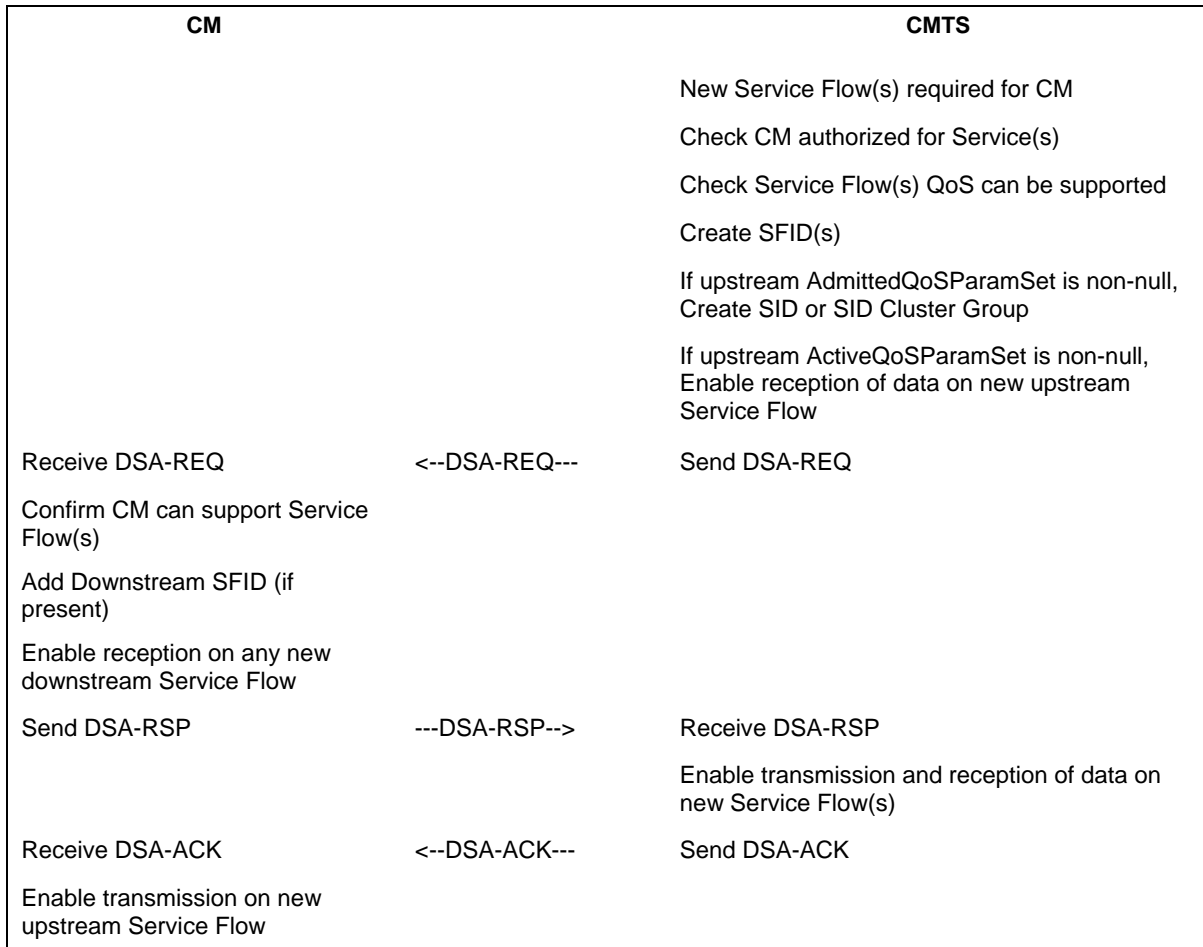 CM CMTS
New Service Flow(s) required for CM
Check CM authorized for Service(s)
Check Service Flow(s) QoS can be supported
Create SFID(s)
If upstream AdmittedQoSParamSet is non-null,
Create SID or SID Cluster Group
If upstream ActiveQoSParamSet is non-null,
Enable reception of data on new upstream
Service Flow
Receive DSA-REQ <--DSA-REQ--- Send DSA-REQ
Confirm CM can support Service
Flow(s)
Add Downstream SFID (if
present)
Enable reception on any new
downstream Service Flow
Send DSA-RSP ---DSA-RSP--> Receive DSA-RSP
Enable transmission and reception of data on
new Service Flow(s)
Receive DSA-ACK <--DSA-ACK--- Send DSA-ACK
Enable transmission on new
upstream Service Flow